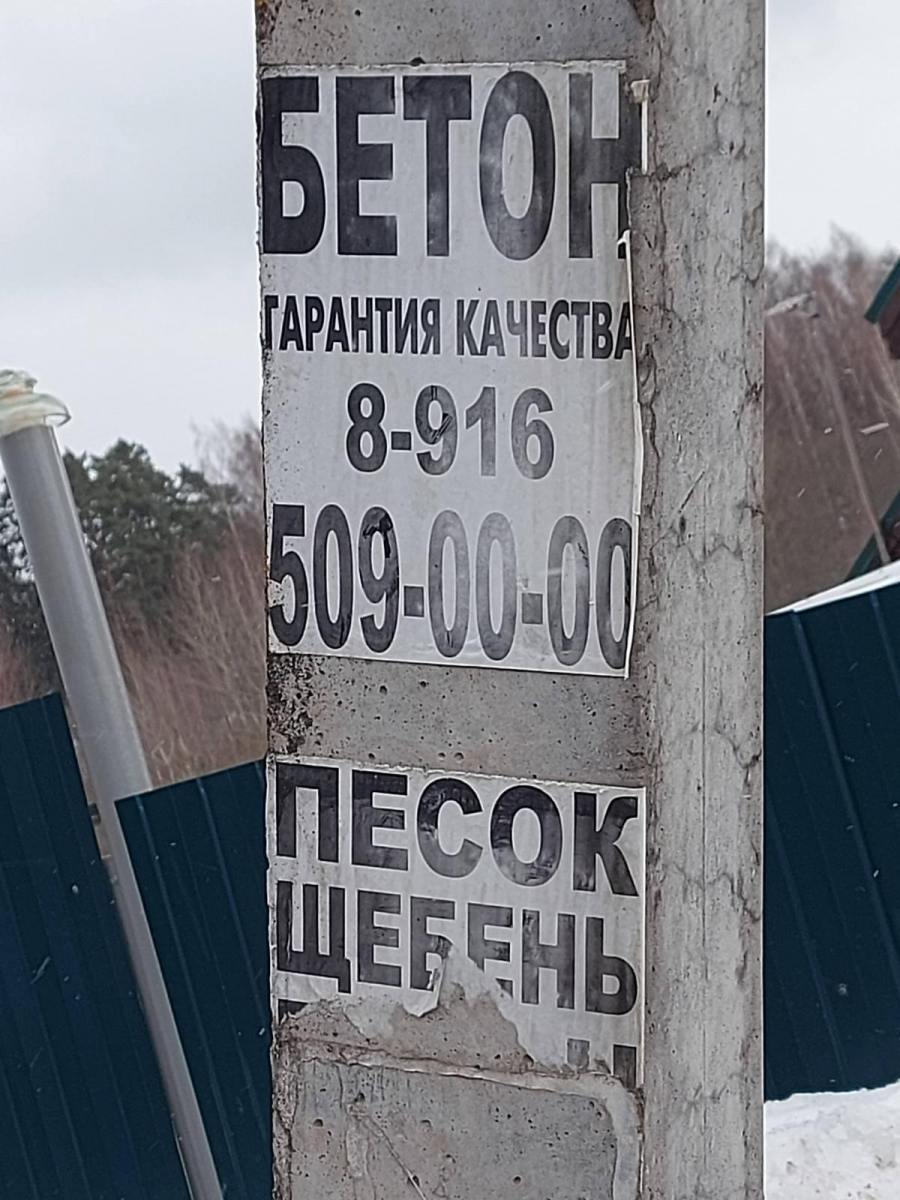 БЕТОН
ГАРАНТИЯ КАЧЕСТВА
8-916
509-00-00
ПЕСОК
ЩЕБЕНЬ